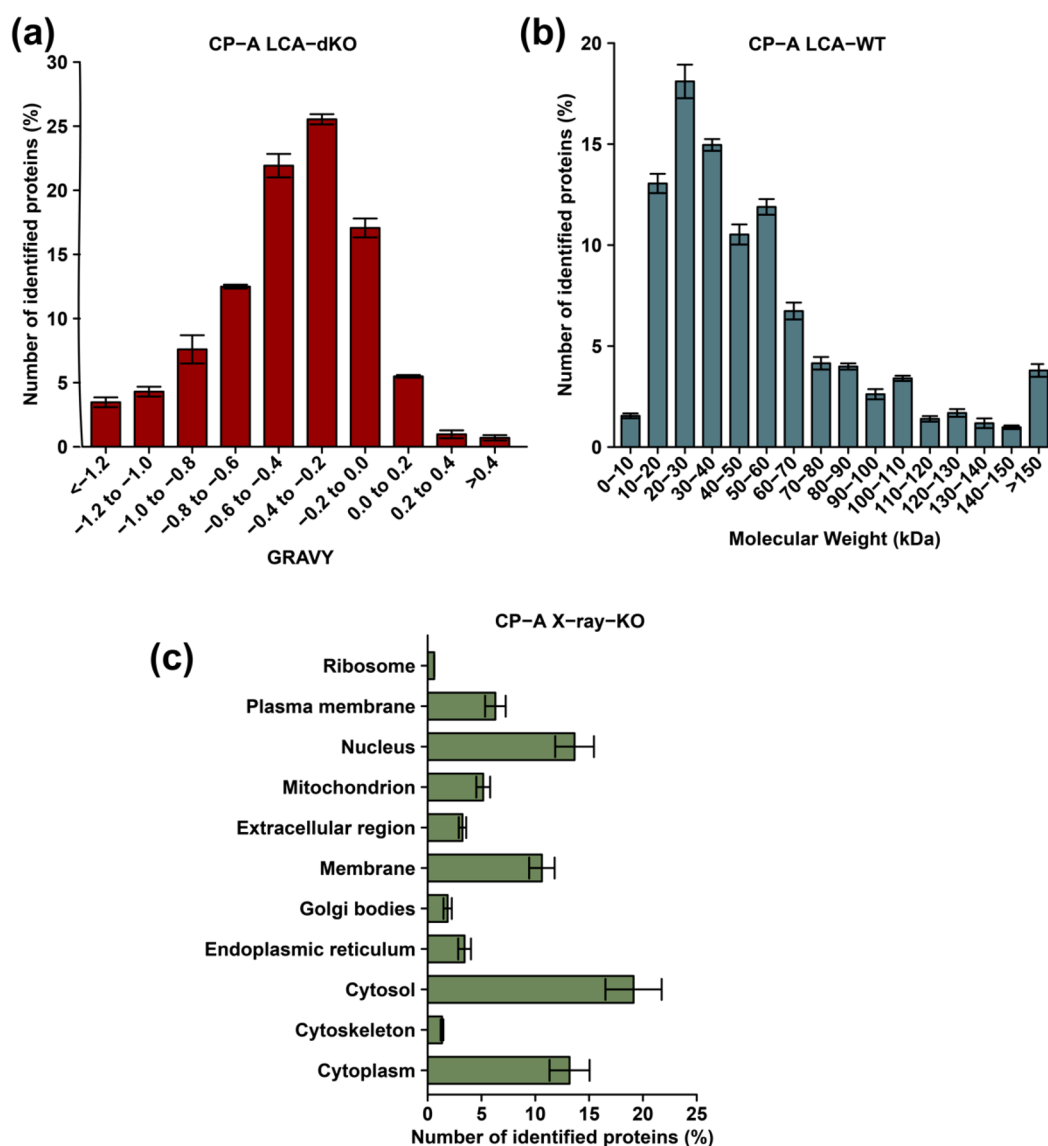 (a)
CP−A LCA−dKO
Number of identified proteins (%)
30
25
20
15
10
5
0
<−1.2
−1.2 to −1.0
−1.0 to −0.8
−0.8 to −0.6
−0.6 to −0.4
−0.4 to −0.2
−0.2 to 0.0
0.0 to 0.2
0.2 to 0.4
>0.4
GRAVY
(b)
CP−A LCA−WT
Number of identified proteins (%)
20
15
10
5
0
0−10
10−20
20−30
30−40
40−50
50−60
60−70
70−80
80−90
90−100
100−110
110−120
120−130
130−140
140−150
>150
Molecular Weight (kDa)
(c)
CP−A X−ray−KO
Ribosome
Plasma membrane
Nucleus
Mitochondrion
Extracellular region
Membrane
Golgi bodies
Endoplasmic reticulum
Cytosol
Cytoskeleton
Cytoplasm
0 5 10 15 20 25
Number of identified proteins (%)